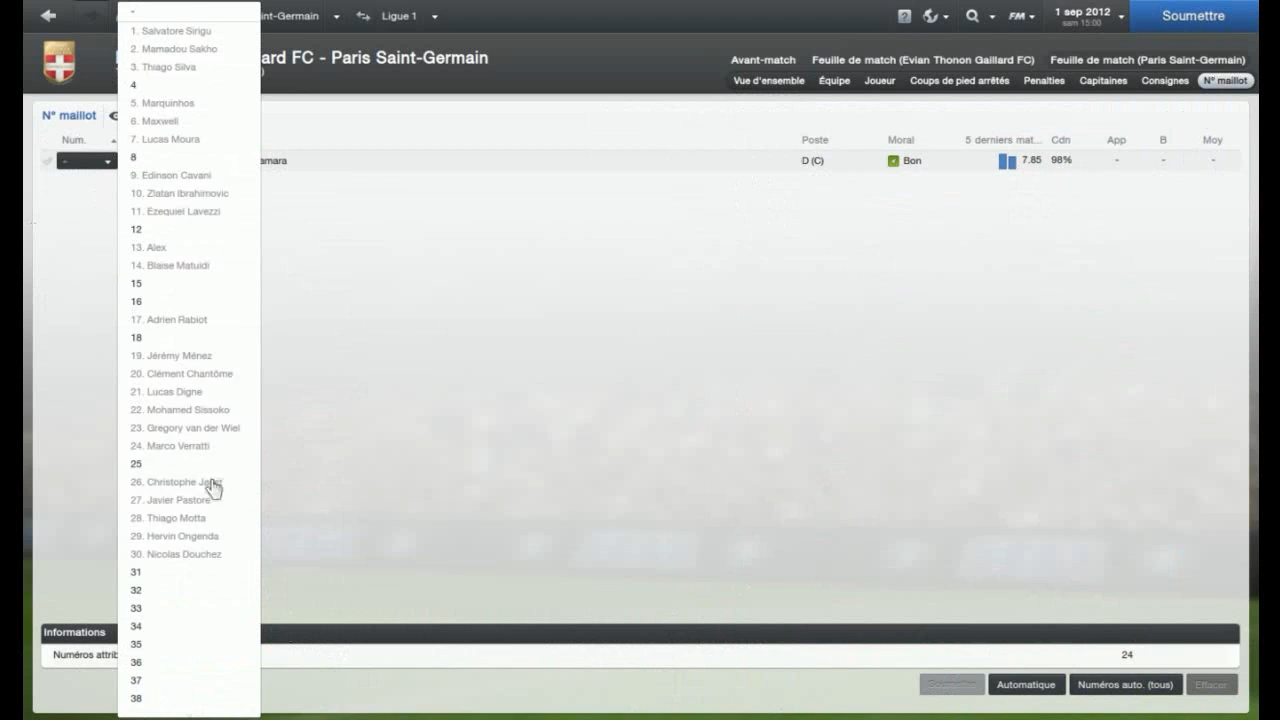 -
int-Germain
Ligue 1
FM
1 sep 2012
sam 15:00
Soumettre
lard FC - Paris Saint-Germain
)
Avant-match
Feuille de match (Evian Thonon Gaillard FC)
Feuille de match (Paris Saint-Germain)
Vue d'ensemble
Équipe
Joueur
Coups de pied arrêtés
Penalties
Capitaines
Consignes
N° maillot
N° maillot
Num.
Poste
Moral
5 derniers mat...
Cdn
App
B
Moy
-
amara
D (C)
Bon
7.85
98%
-
-
-
1. Salvatore Sirigu
2. Mamadou Sakho
3. Thiago Silva
4
5. Marquinhos
6. Maxwell
7. Lucas Moura
8
9. Edinson Cavani
10. Zlatan Ibrahimovic
11. Ezequiel Lavezzi
12
13. Alex
14. Blaise Matuidi
15
16
17. Adrien Rabiot
18
19. Jérémy Ménez
20. Clément Chantôme
21. Lucas Digne
22. Mohamed Sissoko
23. Gregory van der Wiel
24. Marco Verratti
25
26. Christophe
27. Javier Pastore
28. Thiago Motta
29. Hervin Ongenda
30. Nicolas Douchez
31
32
33
34
35
36
37
38
Informations
Numéros attrib
24
Soumettre
Automatique
Numéros auto. (tous)
Effacer